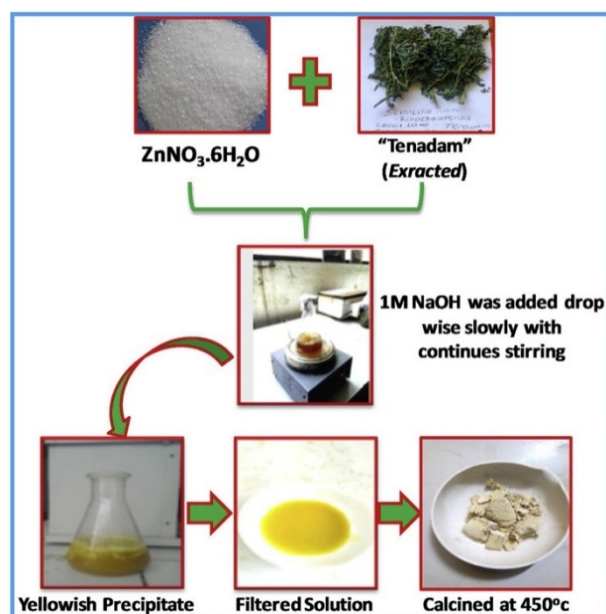 ZnNO₃.6H₂O
"Tenadam"
(Exracted)
1M NaOH was added drop
wise slowly with
continues stirring
Yellowish Precipitate
Filtered Solution
Calcined at 450ºc